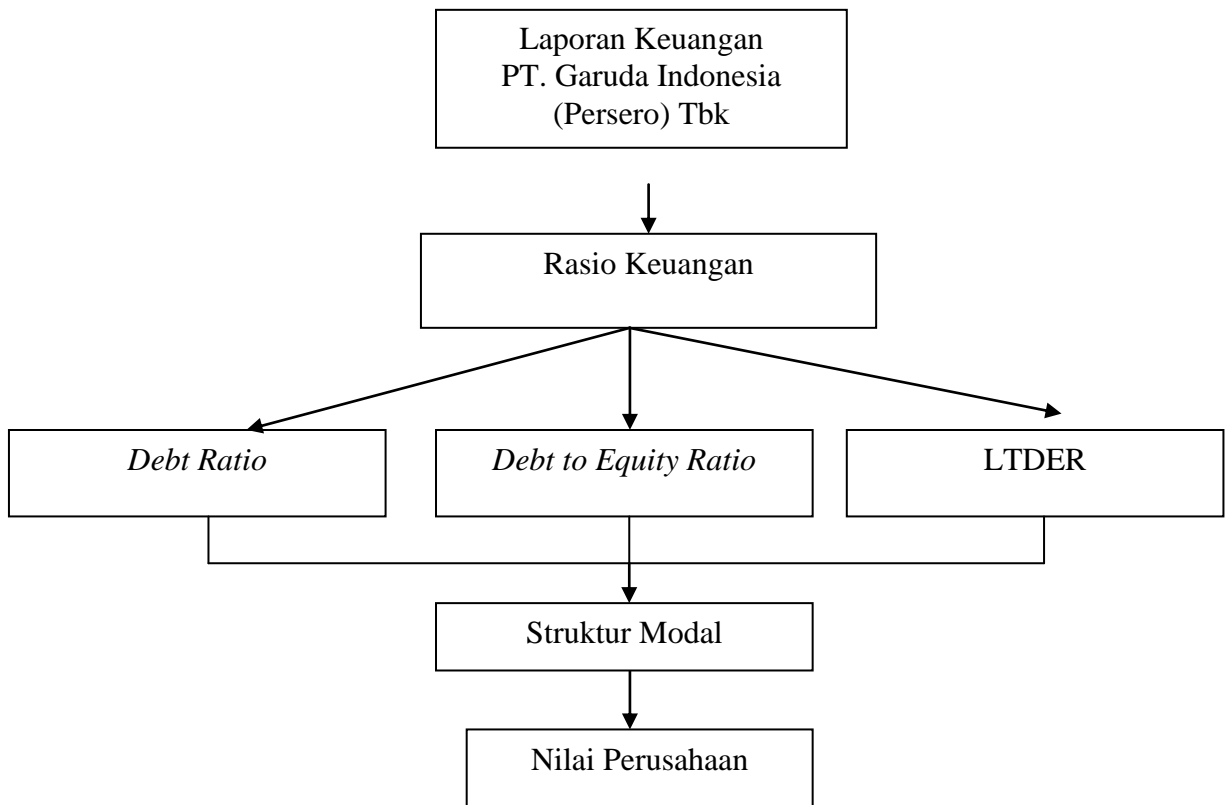 Laporan Keuangan
PT. Garuda Indonesia
(Persero) Tbk
Rasio Keuangan
Debt Ratio
Debt to Equity Ratio
LTDER
Struktur Modal
Nilai Perusahaan